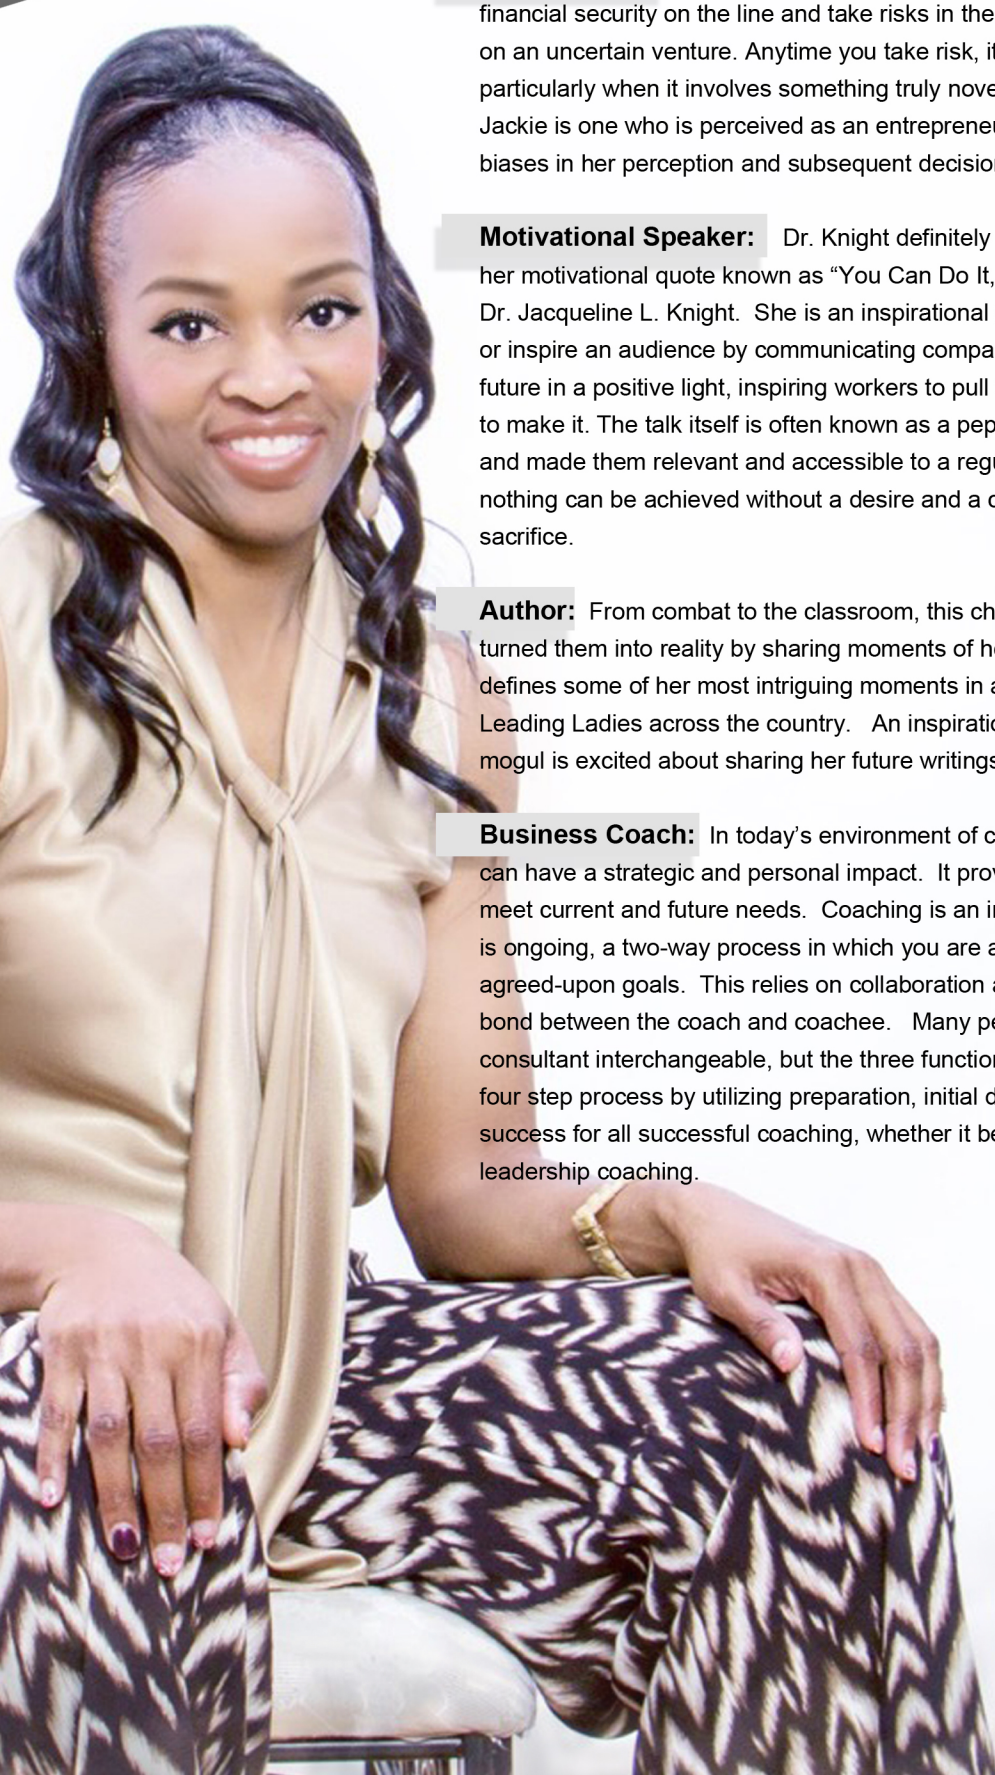 financial security on the line and take risks in the
on an uncertain venture. Anytime you take risk, it
particularly when it involves something truly nove
Jackie is one who is perceived as an entrepreneu
biases in her perception and subsequent decision
Motivational Speaker: Dr. Knight definitely
her motivational quote known as “You Can Do It,
Dr. Jacqueline L. Knight. She is an inspirational
or inspire an audience by communicating compa
future in a positive light, inspiring workers to pull
to make it. The talk itself is often known as a pep
and made them relevant and accessible to a regu
nothing can be achieved without a desire and a c
sacrifice.
Author: From combat to the classroom, this ch
turned them into reality by sharing moments of he
defines some of her most intriguing moments in a
Leading Ladies across the country. An inspiratio
mogul is excited about sharing her future writings
Business Coach: In today’s environment of c
can have a strategic and personal impact. It prov
meet current and future needs. Coaching is an in
is ongoing, a two-way process in which you are a
agreed-upon goals. This relies on collaboration a
bond between the coach and coachee. Many pe
consultant interchangeable, but the three function
four step process by utilizing preparation, initial d
success for all successful coaching, whether it be
leadership coaching.